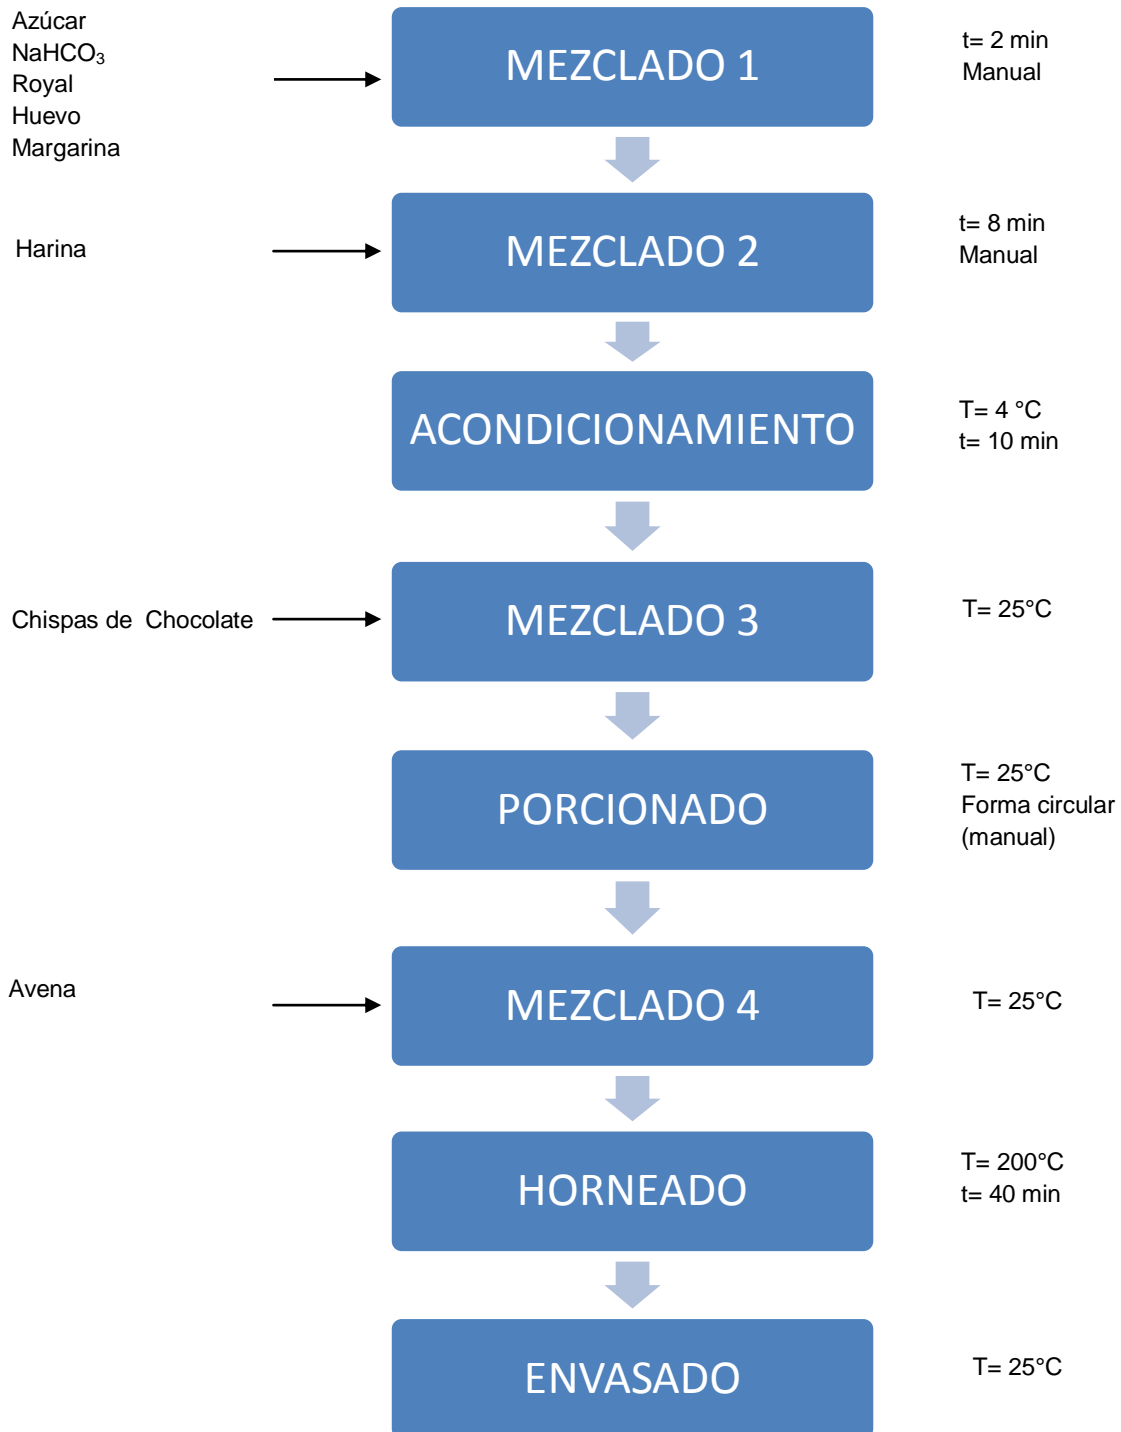 Azúcar
NaHCO₃
Royal
Huevo
Margarina
MEZCLADO 1
t= 2 min
Manual
Harina
MEZCLADO 2
t= 8 min
Manual
ACONDICIONAMIENTO
T= 4 °C
t= 10 min
Chispas de  Chocolate
MEZCLADO 3
T= 25°C
PORCIONADO
T= 25°C
Forma circular
(manual)
Avena
MEZCLADO 4
T= 25°C
HORNEADO
T= 200°C
t= 40 min
ENVASADO
T= 25°C